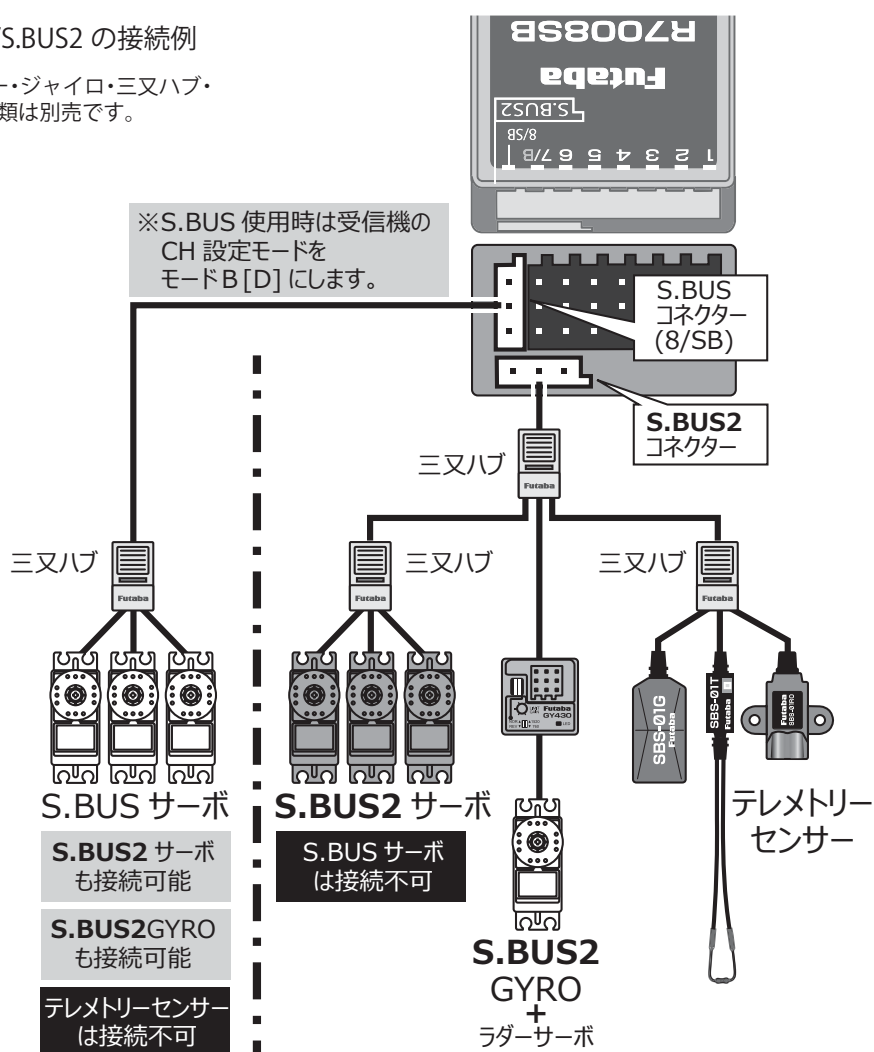 /S.BUS2 の接続例
ー・ジャイロ・三又ハブ・
類は別売です。
R7008SB
Futaba
S.BUS2
8/SB
7/B 6 5 4 3 2 1
※S.BUS 使用時は受信機の
CH 設定モードを
モードB [D] にします。
S.BUS
コネクター
(8/SB)
S.BUS2
コネクター
三又ハブ
Futaba
三又ハブ
Futaba
三又ハブ
Futaba
三又ハブ
Futaba
Futaba
GY430
SBS-01G
Futaba
SBS-01T
Futaba
Futaba
SBS-01RO
S.BUS サーボ
S.BUS2 サーボ
も接続可能
S.BUS2GYRO
も接続可能
テレメトリーセンサー
は接続不可
S.BUS2 サーボ
S.BUS サーボ
は接続不可
S.BUS2
GYRO
+
ラダーサーボ
テレメトリー
センサー